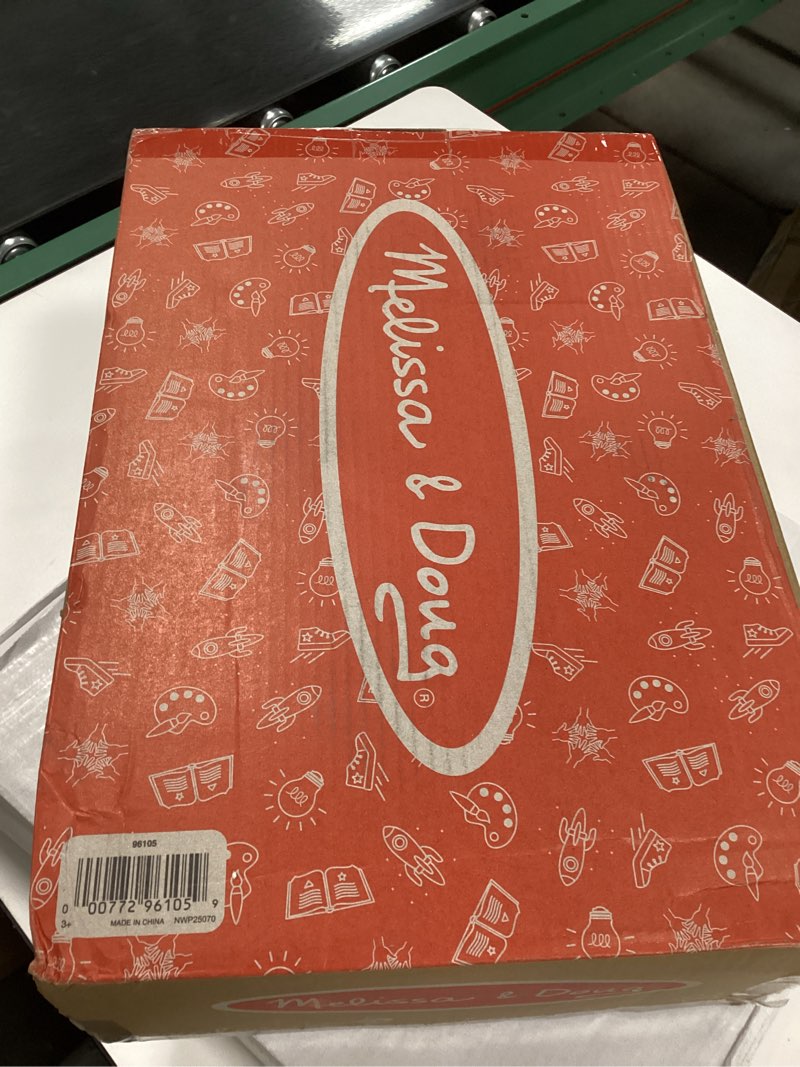 Melissa & Doug®
96105
0 00772 96105 9
3+ MADE IN CHINA NWP25070
Melissa & Doug